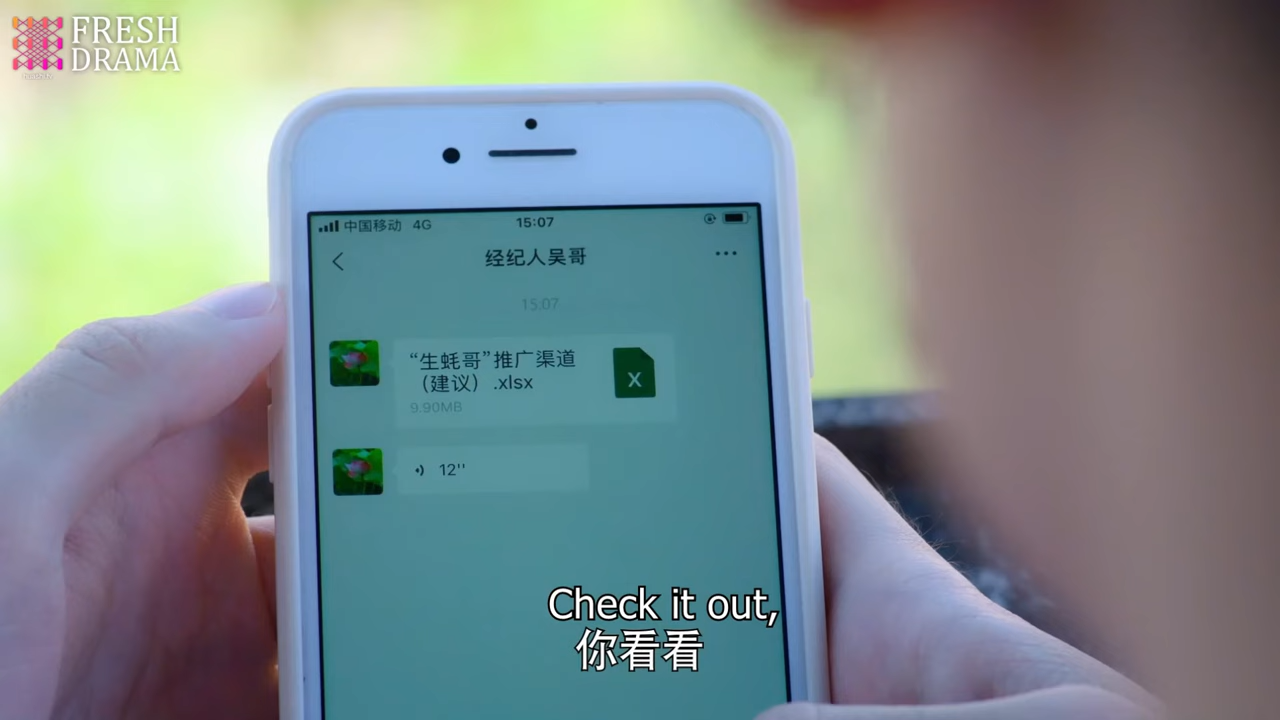 FRESH
DRAMA
中国移动 4G
15:07
经纪人吴哥
15:07
“生蚝哥”推广渠道
（建议）.xlsx
X
9.90MB
12''
Check it out,
你看看